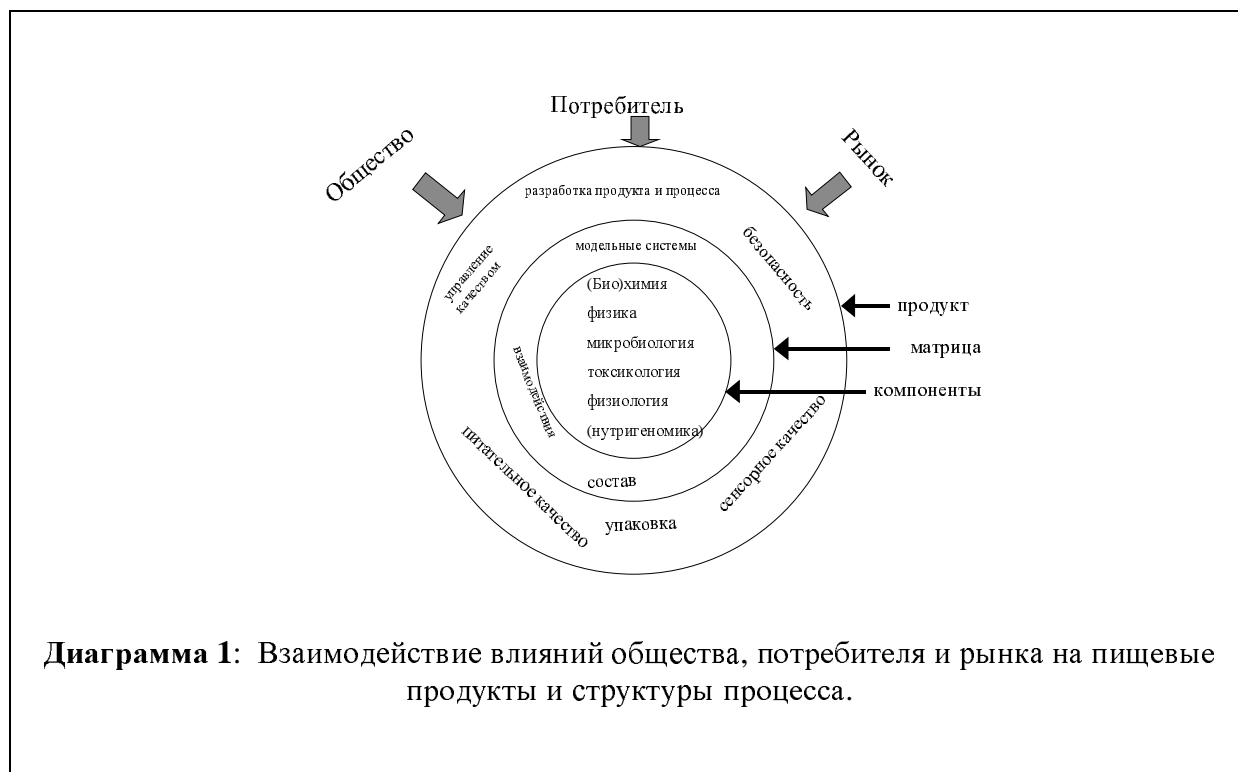 Потребитель
Общество
Рынок
разработка продукта и процесса
безопасность
модельные системы
управление
качеством
(Био)химия
физика
микробиология
токсикология
физиология
(нутригеномика)
взаимодействия
продукт
матрица
компоненты
состав
питательное качество
упаковка
сенсорное качество
Диаграмма 1: Взаимодействие влияний общества, потребителя и рынка на пищевые
продукты и структуры процесса.